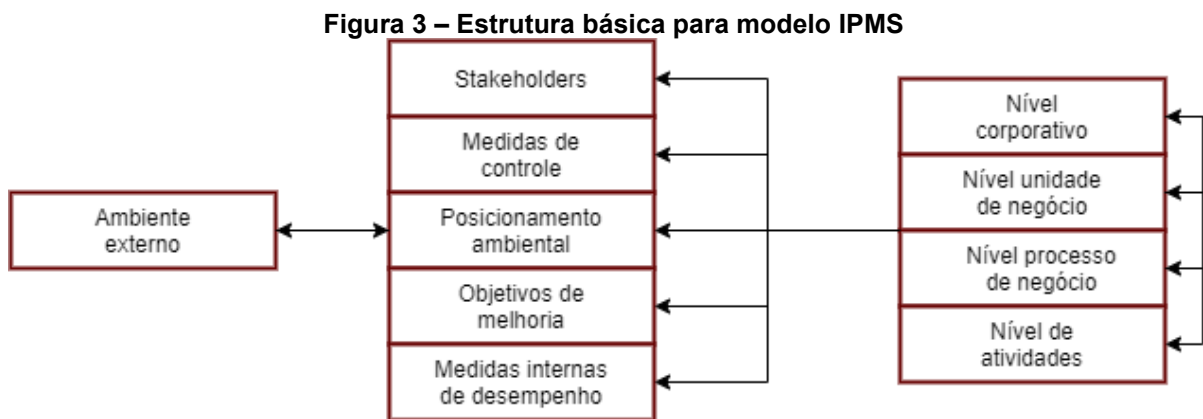 Figura 3 – Estrutura básica para modelo IPMS
Ambiente
externo
Stakeholders
Medidas de
controle
Posicionamento
ambiental
Objetivos de
melhoria
Medidas internas
de desempenho
Nível
corporativo
Nível unidade
de negócio
Nível processo
de negócio
Nível de
atividades